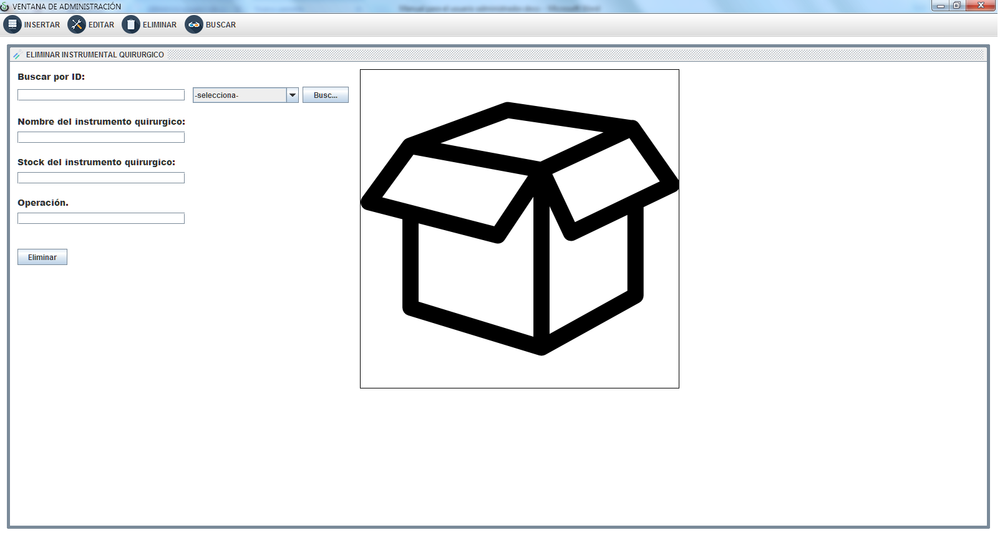 VENTANA DE ADMINISTRACIÓN
INSERTAR EDITAR ELIMINAR BUSCAR
ELIMINAR INSTRUMENTAL QUIRURGICO
Buscar por ID:
-selecciona- Busc...
Nombre del instrumento quirurgico:
Stock del instrumento quirurgico:
Operación.
Eliminar